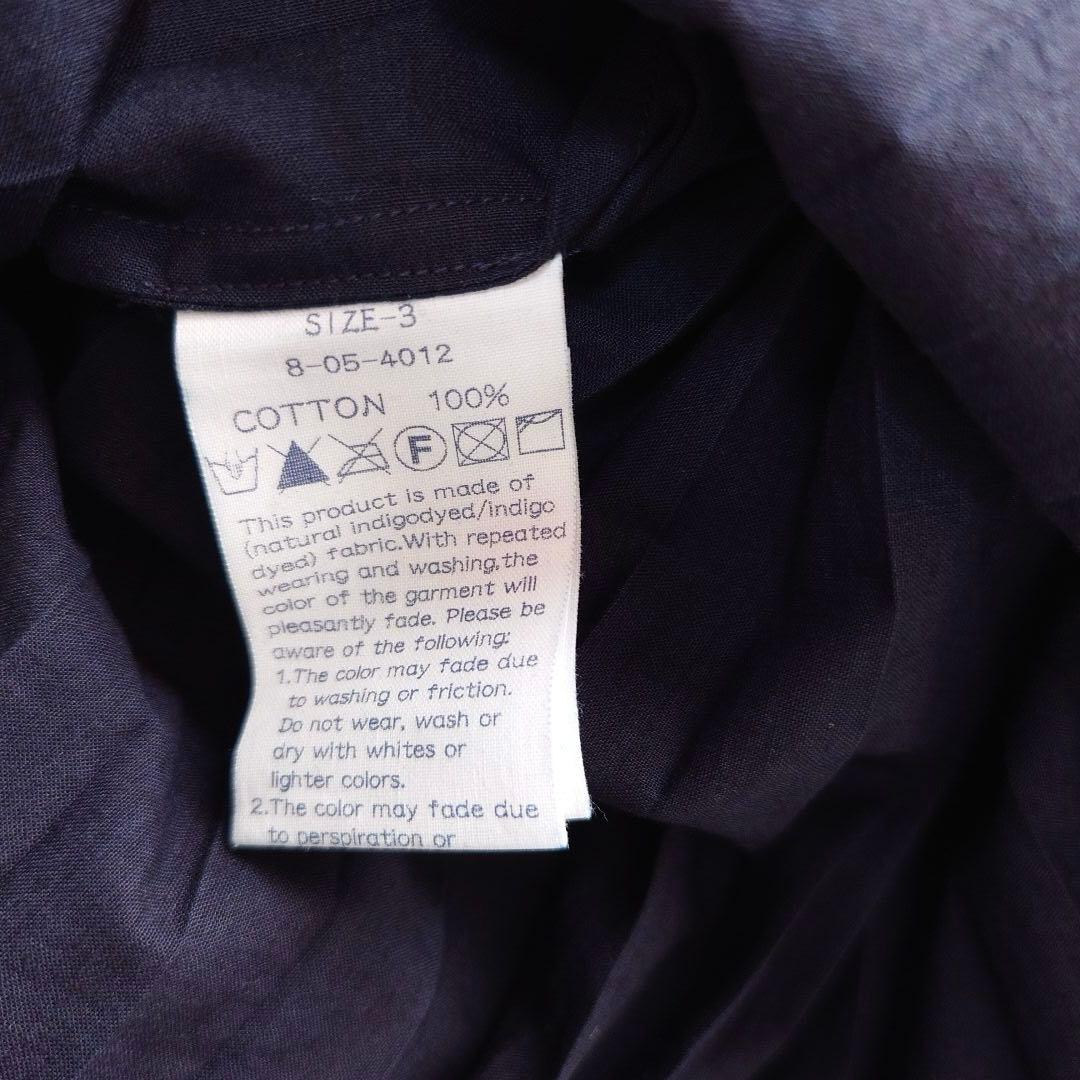 SIZE-3
8-05-4012
COTTON 100%
F
This product is made of
(natural indigodyed/indigo
dyed) fabric.With repeated
wearing and washing,the
color of the garment will
pleasantly fade. Please be
aware of the following:
1.The color may fade due
to washing or friction.
Do not wear, wash or
dry with whites or
lighter colors.
2.The color may fade due
to perspiration or